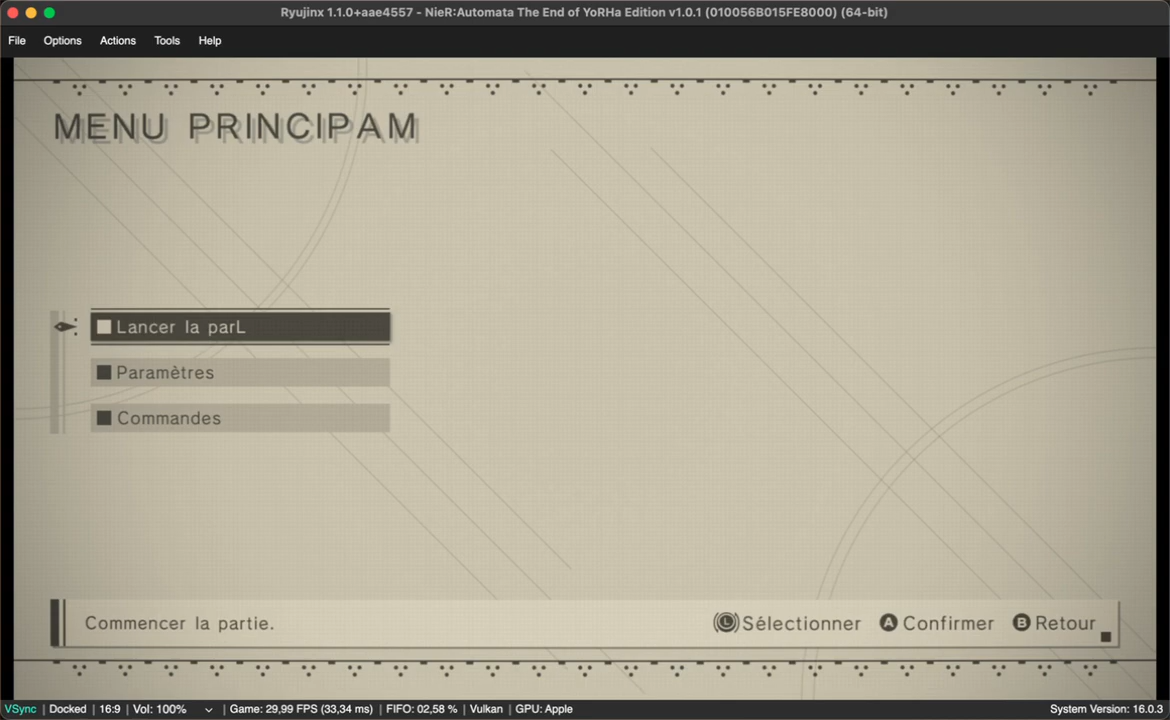 Ryujinx 1.1.0+aae4557 - NieR:Automata The End of YoRHa Edition v1.0.1 (010056B015FE8000) (64-bit)
File Options Actions Tools Help
MENU PRINCIPAM
Lancer la parL
Paramètres
Commandes
Commencer la partie. L Sélectionner A Confirmer B Retour
VSync | Docked | 16:9 | Vol: 100% | Game: 29,99 FPS (33,34 ms) | FIFO: 02,58 % | Vulkan | GPU: Apple System Version: 16.0.3